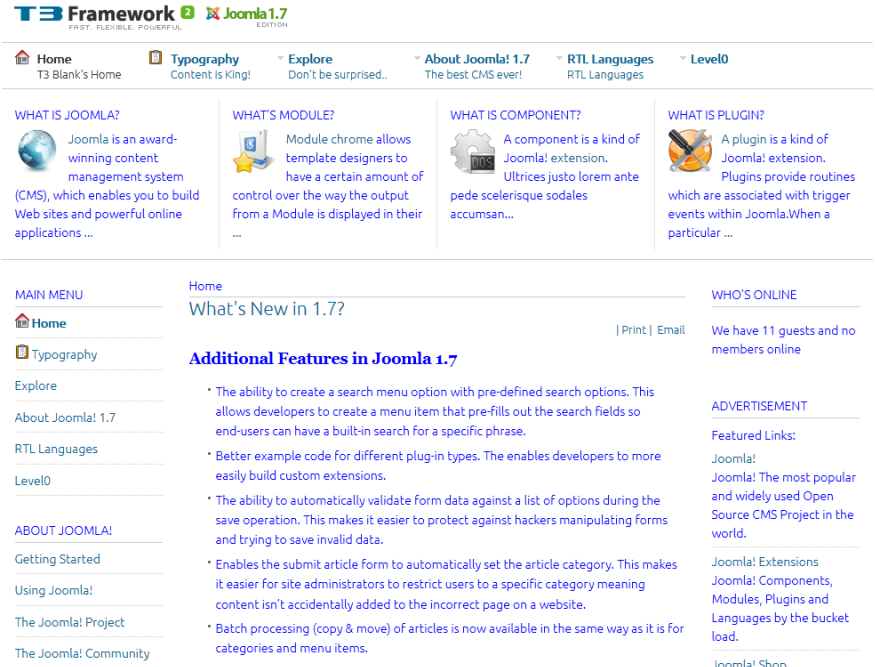 T3 Framework 2 Joomla 1.7
FAST. FLEXIBLE. POWERFUL EDITION
Home Typography Explore About Joomla! 1.7 RTL Languages Level0
T3 Blank's Home Content is King! Don't be surprised.. The best CMS ever! RTL Languages
WHAT IS JOOMLA?
Joomla is an award-
winning content
management system
(CMS), which enables you to build
Web sites and powerful online
applications ...
WHAT'S MODULE?
Module chrome allows
template designers to
have a certain amount of
control over the way the output
from a Module is displayed in their
...
WHAT IS COMPONENT?
DOS
A component is a kind of
Joomla! extension.
Ultrices justo lorem ante
pede scelerisque sodales
accumsan...
WHAT IS PLUGIN?
A plugin is a kind of
Joomla! extension.
Plugins provide routines
which are associated with trigger
events within Joomla.When a
particular ...
MAIN MENU
Home
Typography
Explore
About Joomla! 1.7
RTL Languages
Level0
ABOUT JOOMLA!
Getting Started
Using Joomla!
The Joomla! Project
The Joomla! Community
Home
What's New in 1.7?
| Print | Email
Additional Features in Joomla 1.7
• The ability to create a search menu option with pre-defined search options. This
allows developers to create a menu item that pre-fills out the search fields so
end-users can have a built-in search for a specific phrase.
• Better example code for different plug-in types. The enables developers to more
easily build custom extensions.
• The ability to automatically validate form data against a list of options during the
save operation. This makes it easier to protect against hackers manipulating forms
and trying to save invalid data.
• Enables the submit article form to automatically set the article category. This makes
it easier for site administrators to restrict users to a specific category meaning
content isn't accidentally added to the incorrect page on a website.
• Batch processing (copy & move) of articles is now available in the same way as it is for
categories and menu items.
WHO'S ONLINE
We have 11 guests and no
members online
ADVERTISEMENT
Featured Links:
Joomla!
Joomla! The most popular
and widely used Open
Source CMS Project in the
world.
Joomla! Extensions
Joomla! Components,
Modules, Plugins and
Languages by the bucket
load.
Joomla! Shop